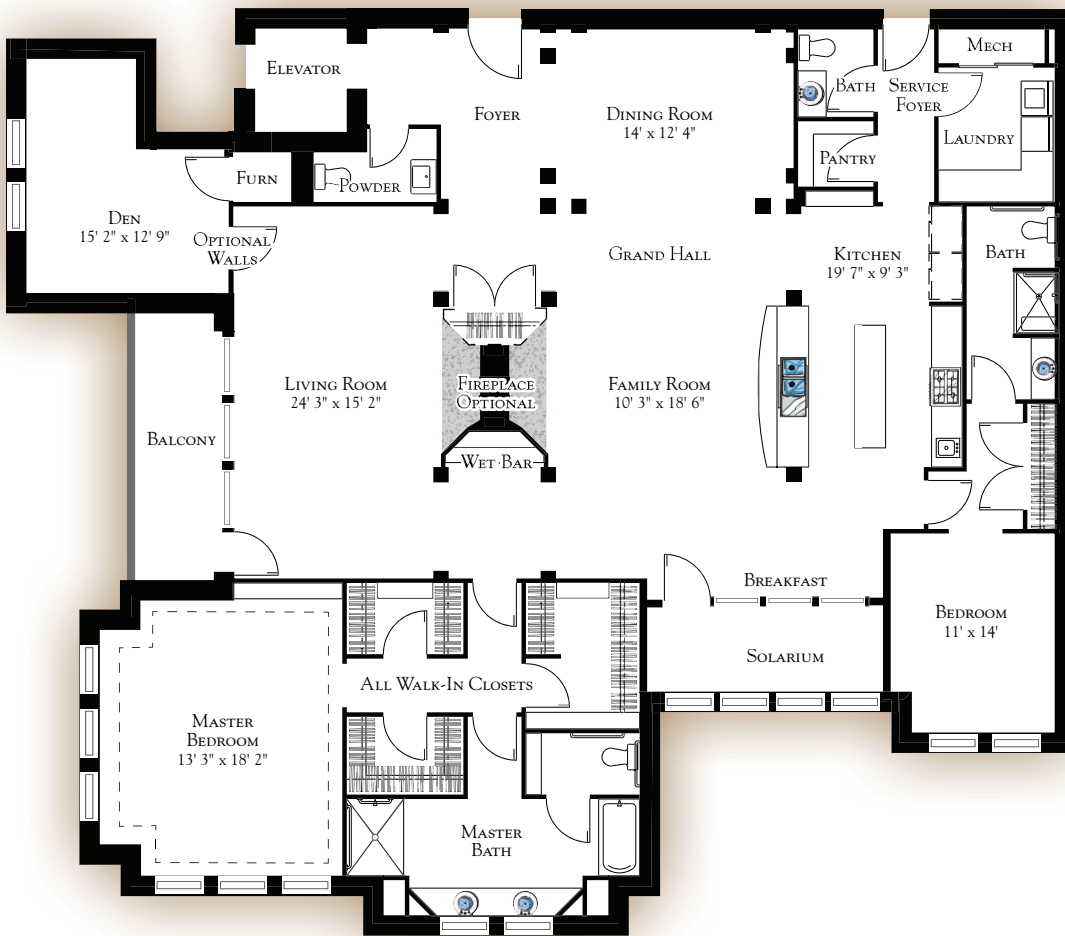 Mech
Elevator
Bath
Service
Foyer
Foyer
Dining Room
14' x 12' 4"
Laundry
Pantry
Furn
Powder
Den
15' 2" x 12' 9"
Optional
Walls
Grand Hall
Kitchen
19' 7" x 9' 3"
Bath
Living Room
24' 3" x 15' 2"
Fireplace
Optional
Family Room
10' 3" x 18' 6"
Balcony
Wet Bar
Breakfast
Bedroom
11' x 14'
Solarium
All Walk-In Closets
Master
Bedroom
13' 3" x 18' 2"
Master
Bath